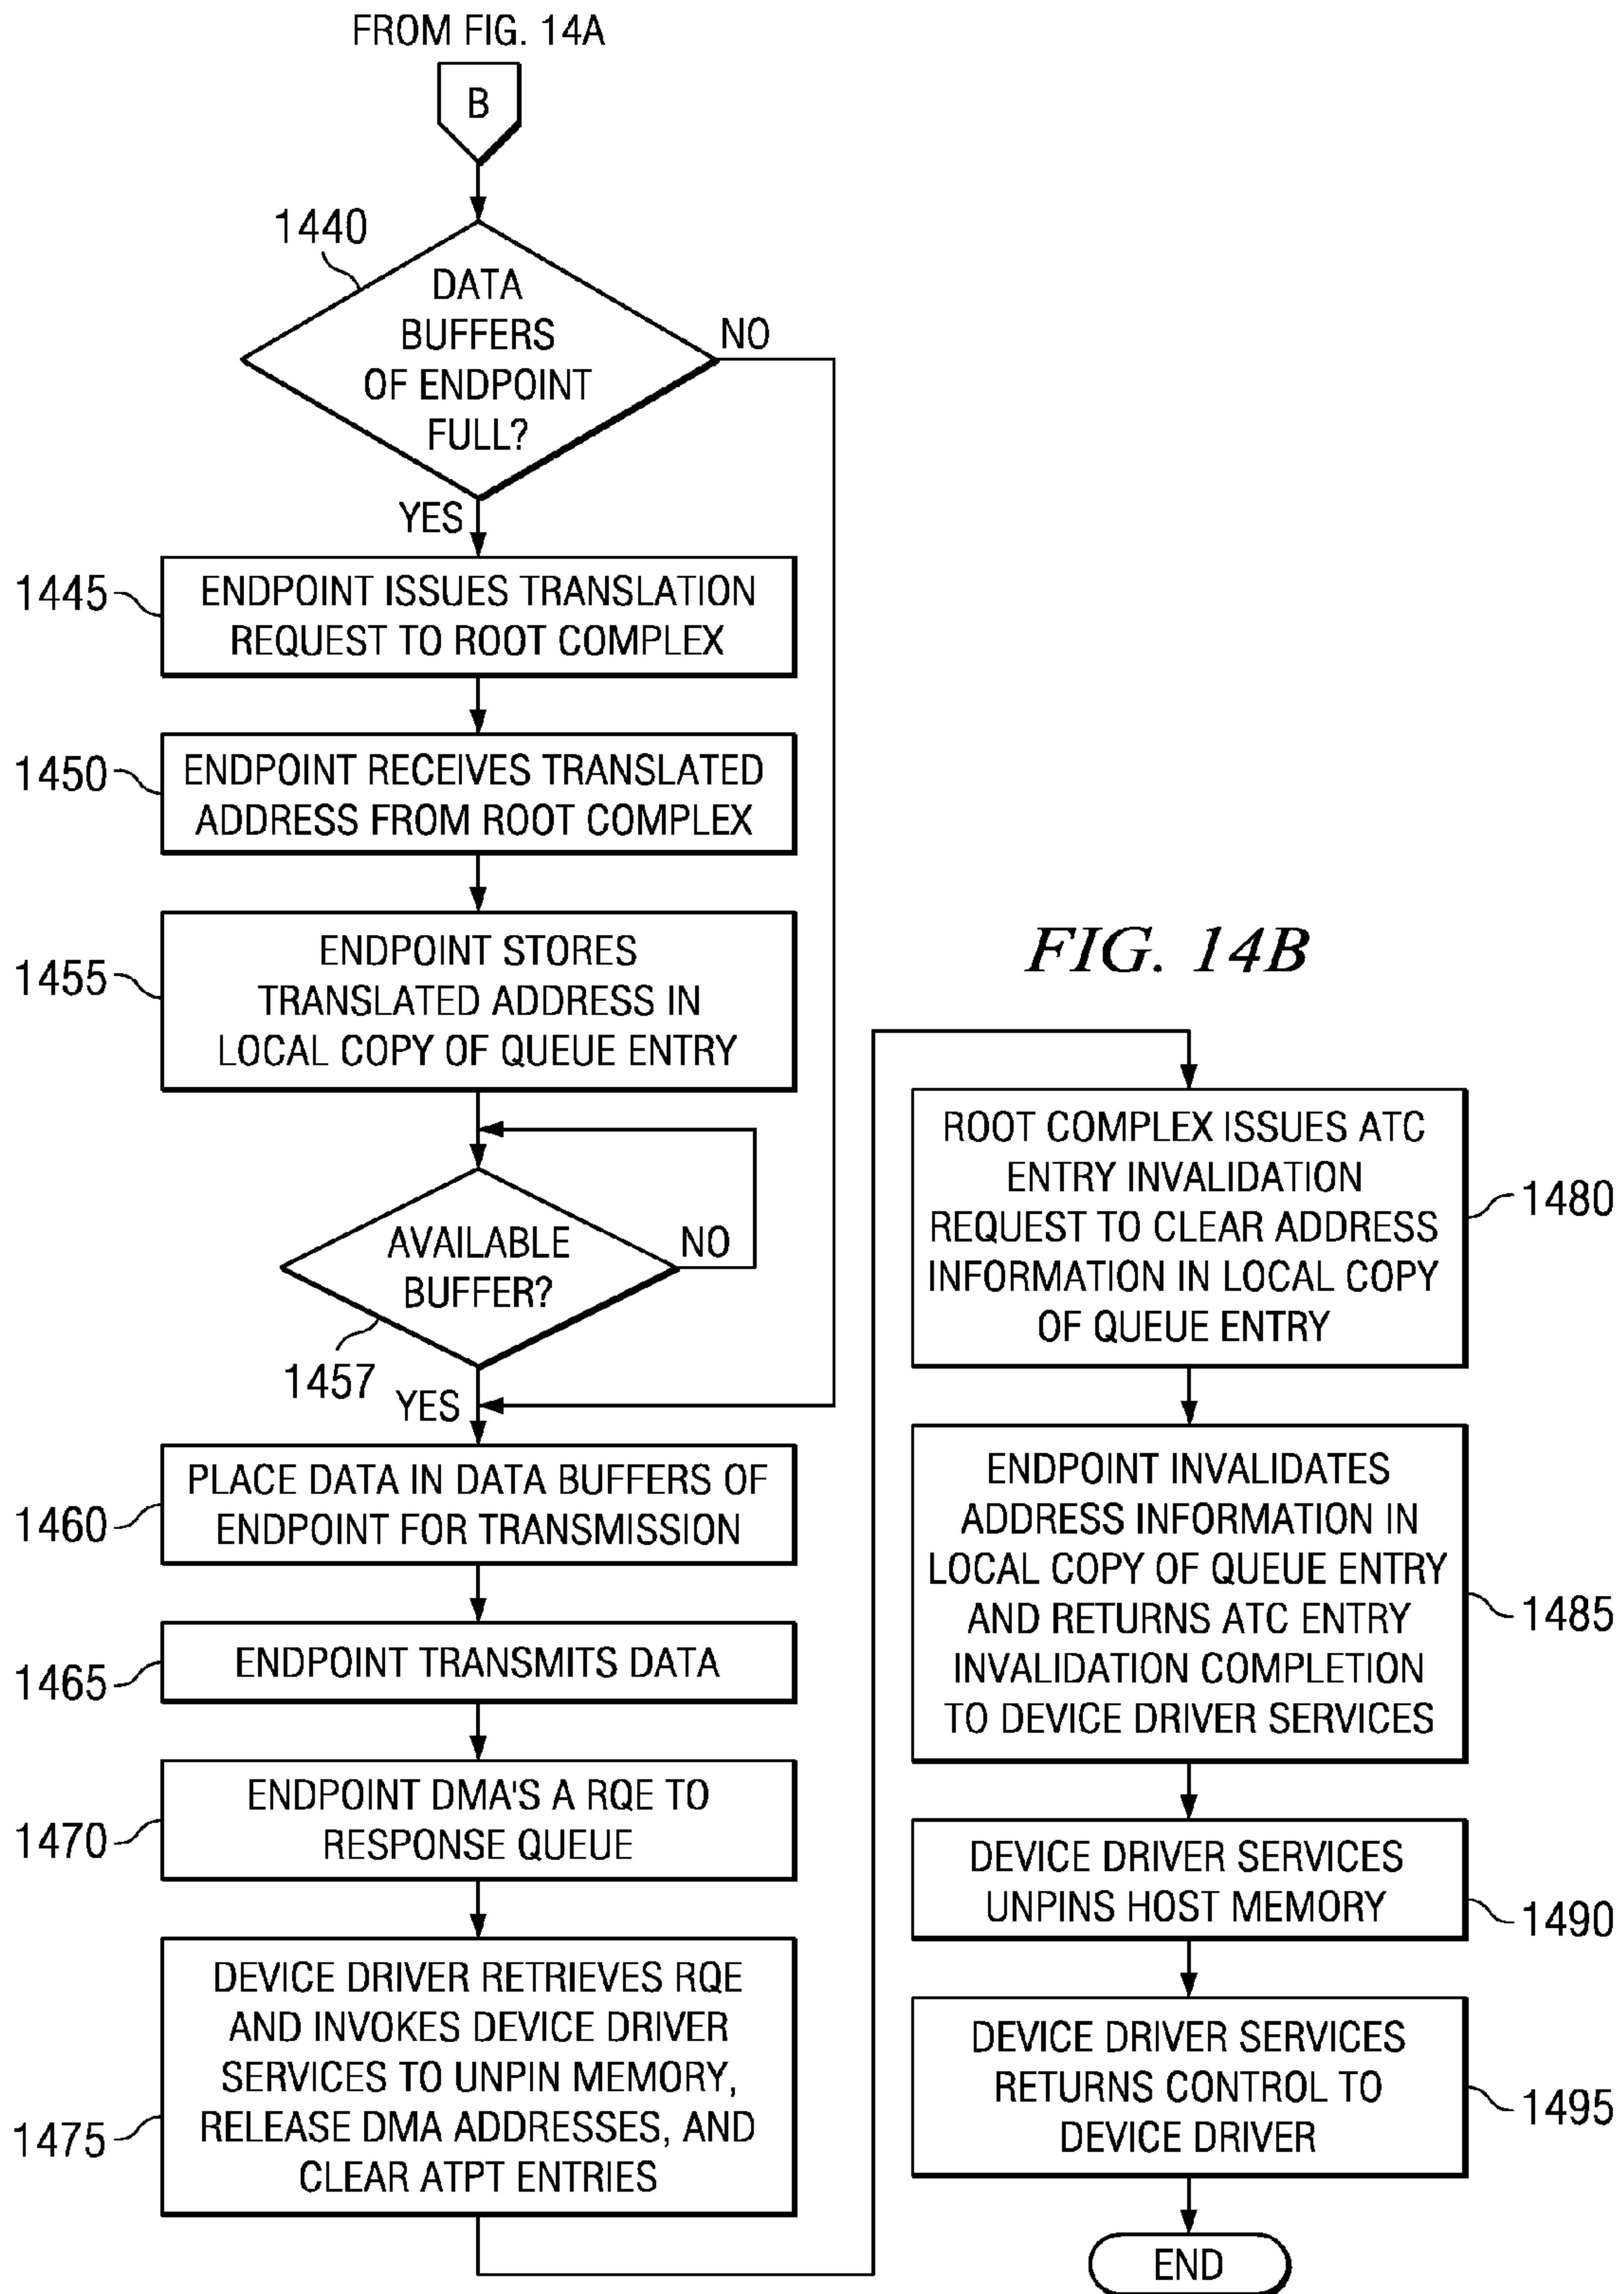 FROM FIG. 14A
B
1440
DATA
BUFFERS
OF ENDPOINT
FULL?
NO
YES
1445
ENDPOINT ISSUES TRANSLATION
REQUEST TO ROOT COMPLEX
1450
ENDPOINT RECEIVES TRANSLATED
ADDRESS FROM ROOT COMPLEX
1455
ENDPOINT STORES
TRANSLATED ADDRESS IN
LOCAL COPY OF QUEUE ENTRY
AVAILABLE
BUFFER?
NO
1457
YES
1460
PLACE DATA IN DATA BUFFERS OF
ENDPOINT FOR TRANSMISSION
1465
ENDPOINT TRANSMITS DATA
1470
ENDPOINT DMA'S A RQE TO
RESPONSE QUEUE
1475
DEVICE DRIVER RETRIEVES RQE
AND INVOKES DEVICE DRIVER
SERVICES TO UNPIN MEMORY,
RELEASE DMA ADDRESSES, AND
CLEAR ATPT ENTRIES
FIG. 14B
ROOT COMPLEX ISSUES ATC
ENTRY INVALIDATION
REQUEST TO CLEAR ADDRESS
INFORMATION IN LOCAL COPY
OF QUEUE ENTRY
1480
ENDPOINT INVALIDATES
ADDRESS INFORMATION IN
LOCAL COPY OF QUEUE ENTRY
AND RETURNS ATC ENTRY
INVALIDATION COMPLETION
TO DEVICE DRIVER SERVICES
1485
DEVICE DRIVER SERVICES
UNPINS HOST MEMORY
1490
DEVICE DRIVER SERVICES
RETURNS CONTROL TO
DEVICE DRIVER
1495
END